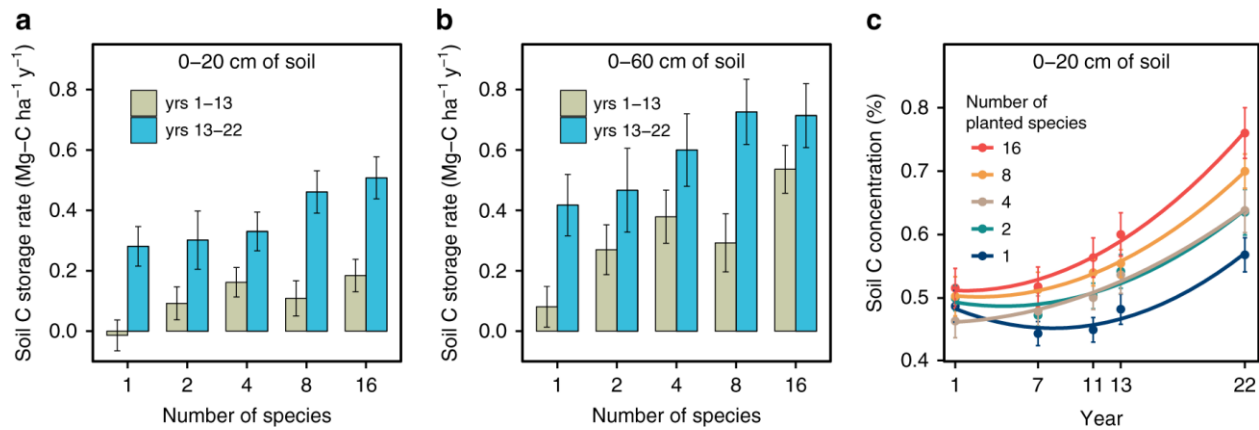 a
0–20 cm of soil
yrs 1–13
yrs 13–22
Soil C storage rate (Mg–C ha⁻¹ y⁻¹)
0.8
0.6
0.4
0.2
0.0
1 2 4 8 16
Number of species
b
0–60 cm of soil
yrs 1–13
yrs 13–22
Soil C storage rate (Mg–C ha⁻¹ y⁻¹)
0.8
0.6
0.4
0.2
0.0
1 2 4 8 16
Number of species
c
0–20 cm of soil
Number of
planted species
16
8
4
2
1
Soil C concentration (%)
0.8
0.7
0.6
0.5
0.4
1 7 11 13 22
Year